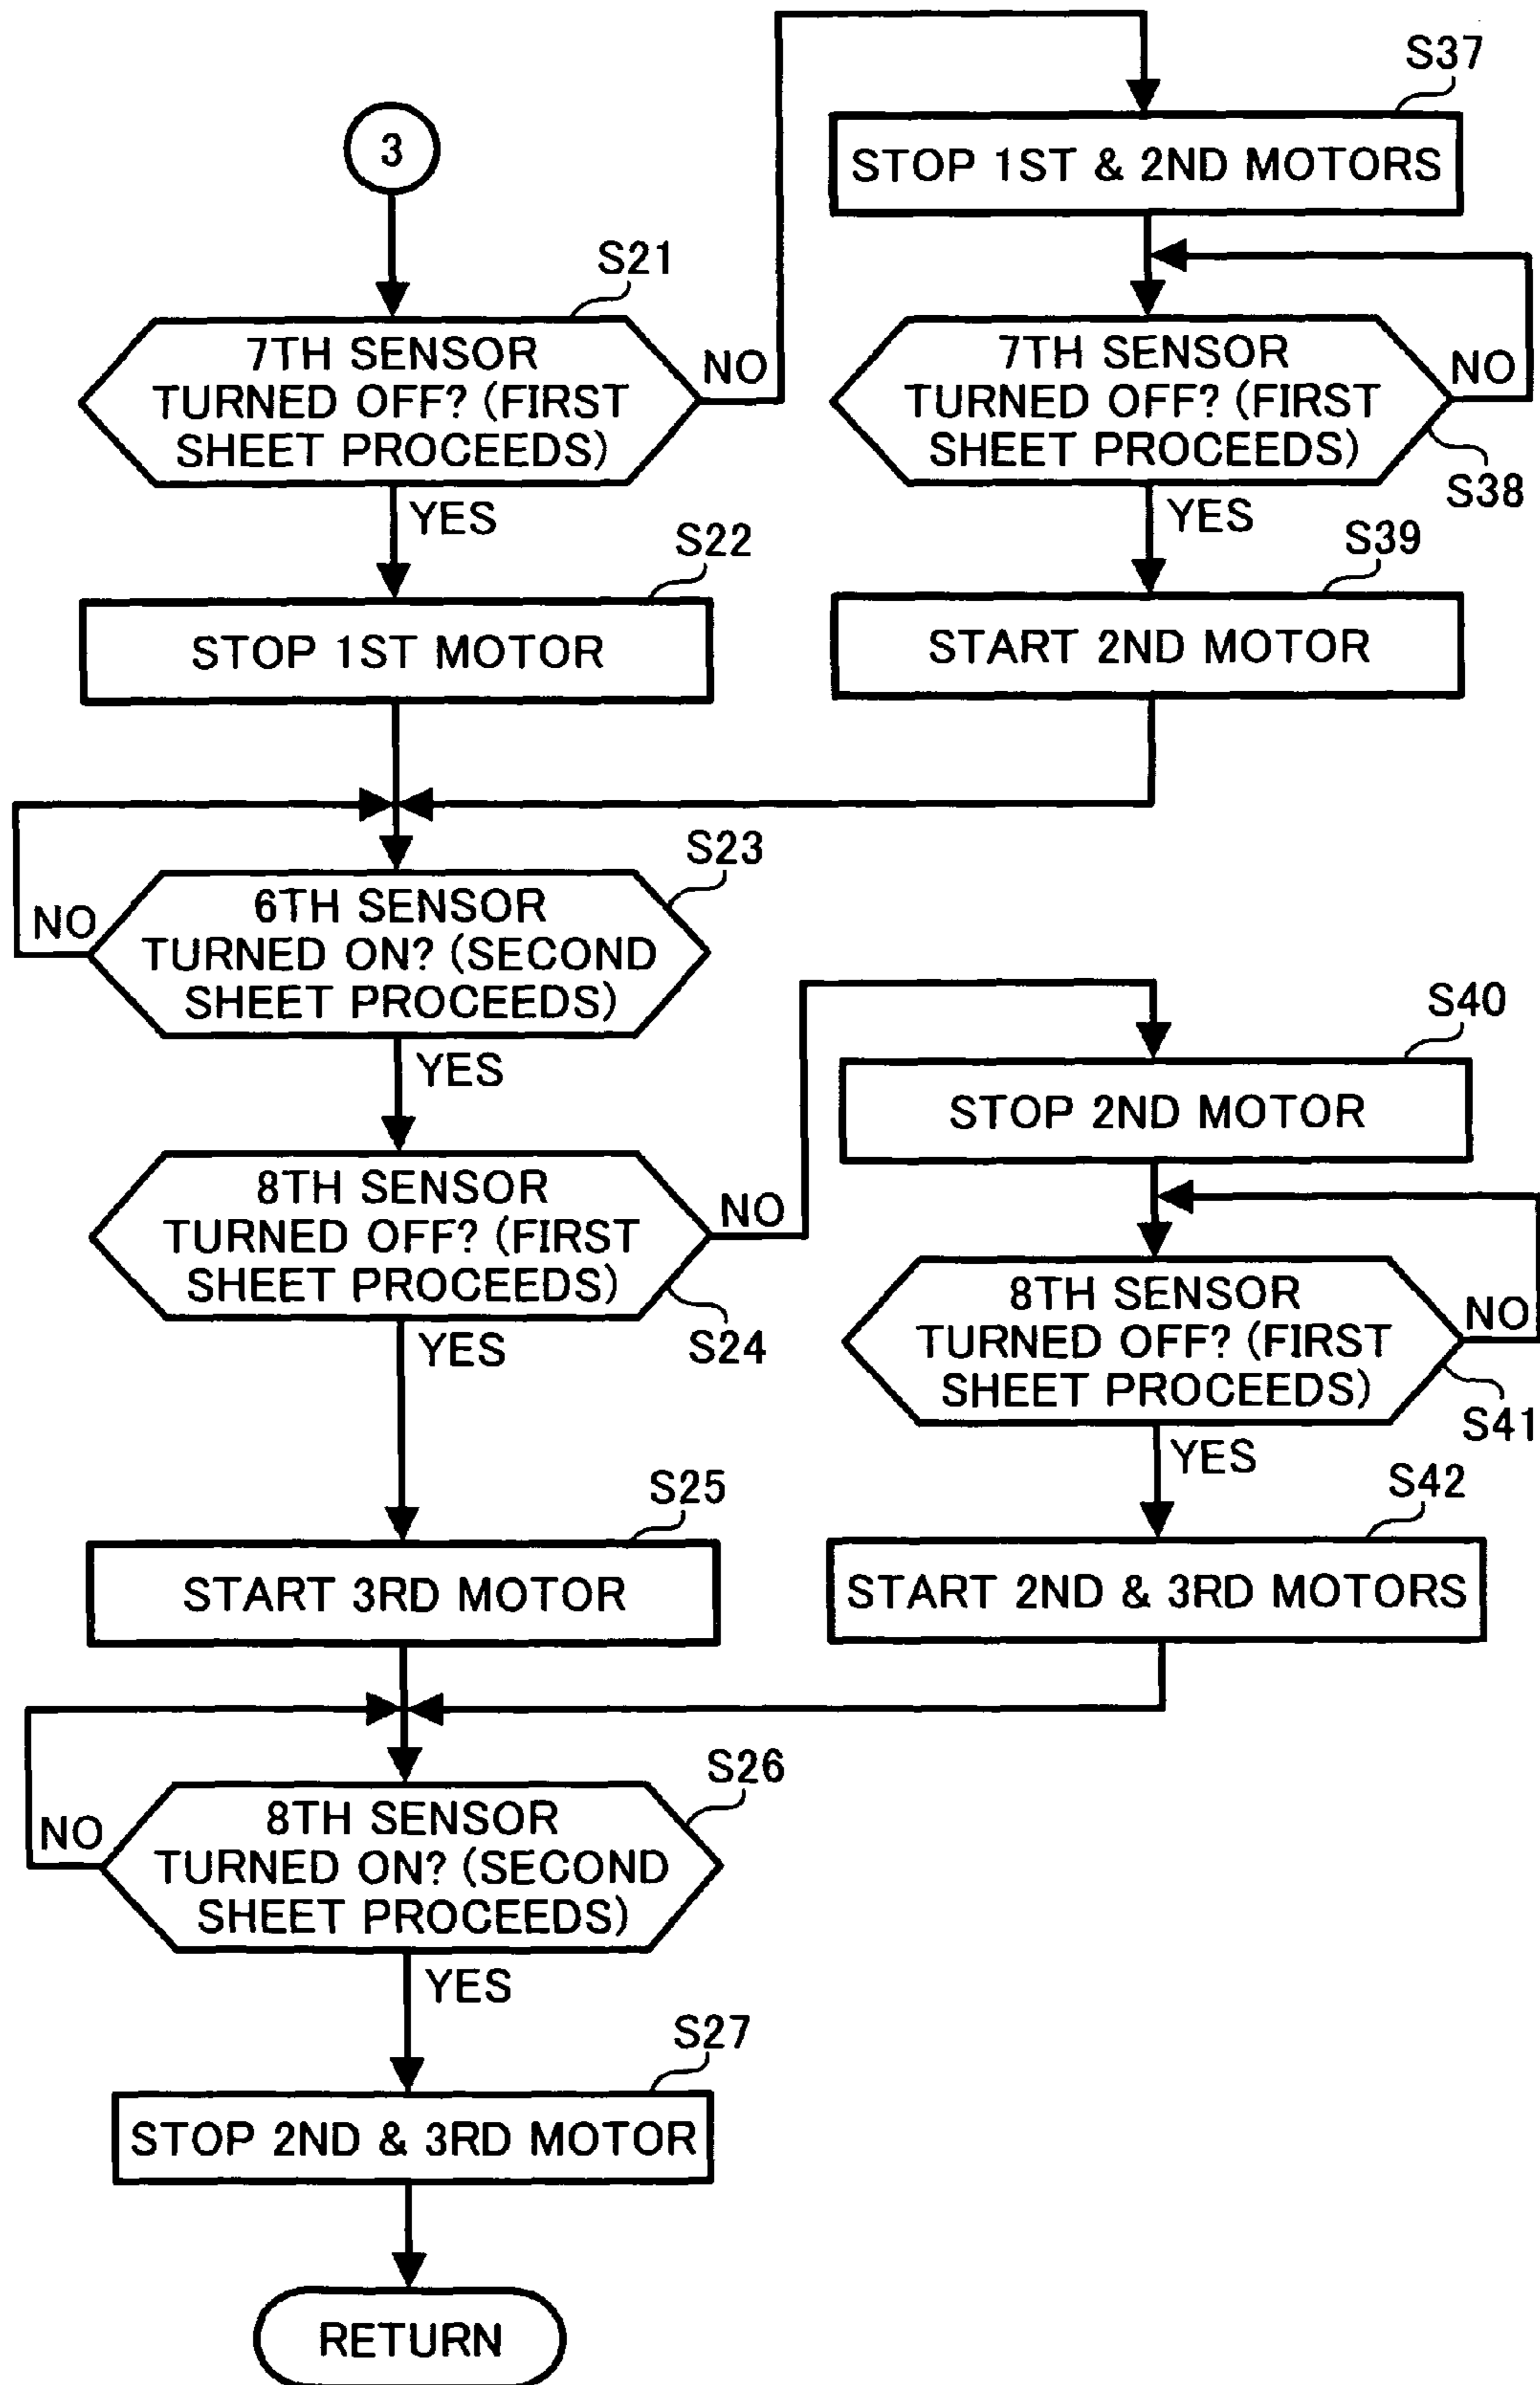 3
S21
7TH SENSOR
TURNED OFF? (FIRST
SHEET PROCEEDS)
NO
YES
S22
STOP 1ST MOTOR
S37
STOP 1ST & 2ND MOTORS
7TH SENSOR
TURNED OFF? (FIRST
SHEET PROCEEDS)
NO
S38
YES
S39
START 2ND MOTOR
S23
6TH SENSOR
TURNED ON? (SECOND
SHEET PROCEEDS)
NO
YES
8TH SENSOR
TURNED OFF? (FIRST
SHEET PROCEEDS)
NO
S24
YES
S40
STOP 2ND MOTOR
8TH SENSOR
TURNED OFF? (FIRST
SHEET PROCEEDS)
NO
S41
YES
S42
START 2ND & 3RD MOTORS
S25
START 3RD MOTOR
S26
8TH SENSOR
TURNED ON? (SECOND
SHEET PROCEEDS)
NO
YES
S27
STOP 2ND & 3RD MOTOR
RETURN